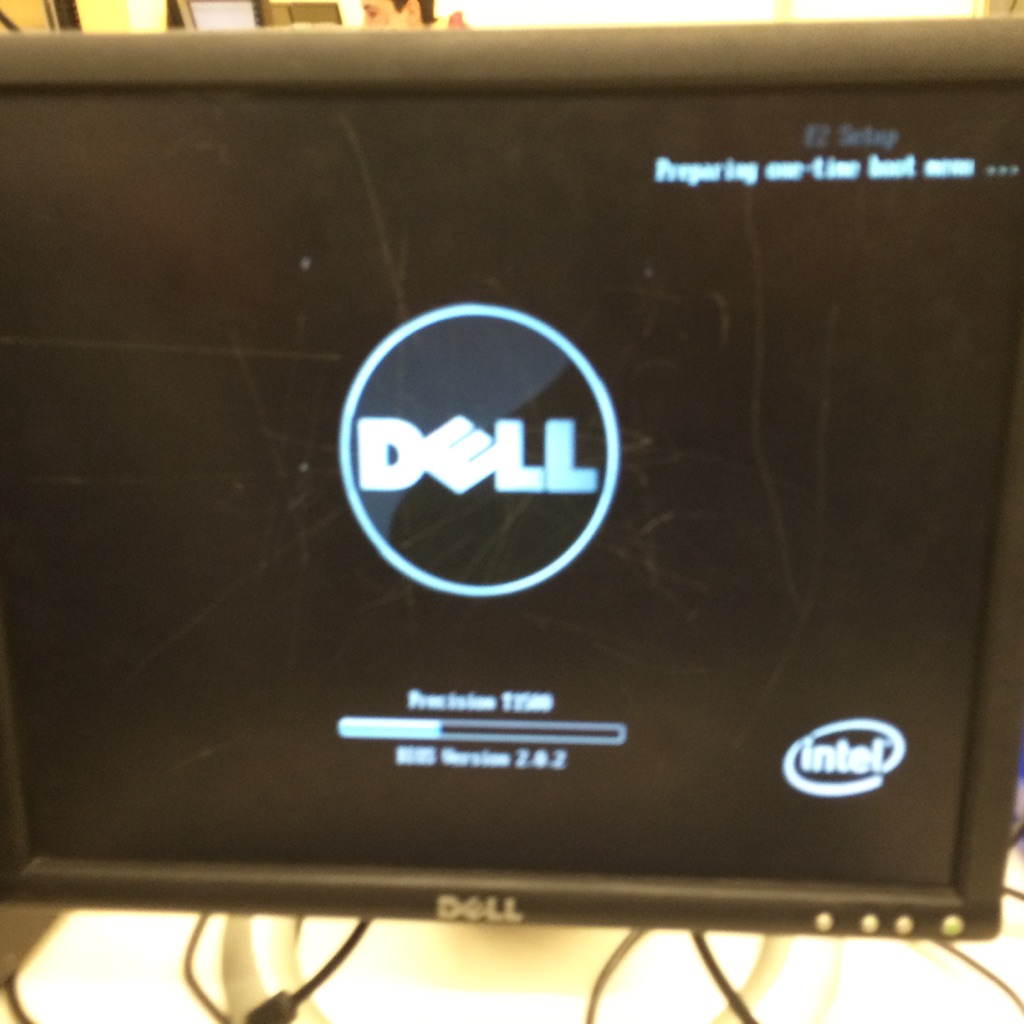 F2 Setup
Preparing one-time boot menu ...
DELL
Precision T1500
BIOS Version 2.0.2
intel
DELL